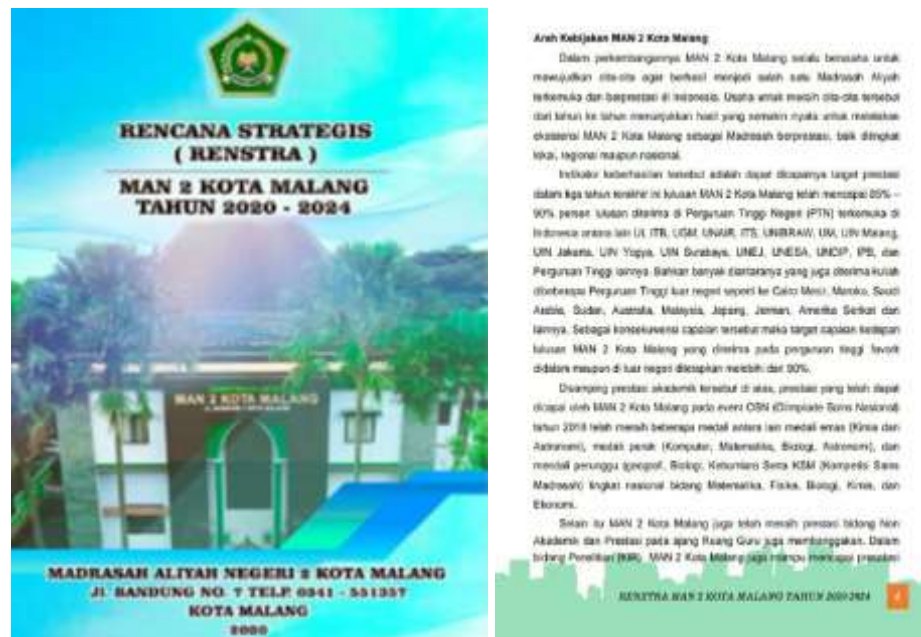 RENCANA STRATEGIS
( RENSTRA )
MAN 2 KOTA MALANG
TAHUN 2020 - 2024
MAN 2 KOTA MALANG
MADRASAH ALIYAH NEGERI 2 KOTA MALANG
Jl. BANDUNG NO. 7 TELP. 0341 - 551357
KOTA MALANG
2020
Arah Kebijakan MAN 2 Kota Malang
Dalam perkembangannya MAN 2 Kota Malang selalu berusaha untuk
mewujudkan cita-cita agar berhasil menjadi salah satu Madrasah Aliyah
terkemuka dan berprestasi di Indonesia. Usaha untuk meraih cita-cita tersebut
dari tahun ke tahun menunjukkan hasil yang semakin nyata untuk meletakkan
eksistensi MAN 2 Kota Malang sebagai Madrasah berprestasi, baik ditingkat
lokal, regional maupun nasional.
Indikator keberhasilan tersebut adalah dapat dicapainya target prestasi
dalam tiga tahun terakhir ini lulusan MAN 2 Kota Malang telah mencapai 85% –
90% persen lulusan diterima di Perguruan Tinggi Negeri (PTN) terkemuka di
Indonesia antara lain UI, ITB, UGM, UNAIR, ITS, UNIBRAW, UM, UIN Malang,
UIN Jakarta, UIN Yogya, UIN Surabaya, UNEJ, UNESA, UNDIP, IPB, dan
Perguruan Tinggi lainnya. Bahkan banyak diantaranya yang juga diterima kuliah
dibeberapa Perguruan Tinggi luar negeri seperti ke Cairo Mesir, Maroko, Saudi
Arabia, Sudan, Australia, Malaysia, Jepang, Jerman, Amerika Serikat dan
lainnya. Sebagai konsekuwensi capaian tersebut maka target capaian kedepan
lulusan MAN 2 Kota Malang yang diterima pada perguruan tinggi favorit
didalam maupun di luar negeri ditetapkan melebihi dari 90%.
Disamping prestasi akademik tersebut di atas, prestasi yang telah dapat
dicapai oleh MAN 2 Kota Malang pada event OSN (Olimpiade Sains Nasional)
tahun 2018 telah meraih beberapa medali antara lain medali emas (Kimia dan
Astronomi), medali perak (Komputer, Matematika, Biologi, Astronomi), dan
mendali perunggu (geograf, Biologi, Kebumian Serta KSM (Kompetisi Sains
Madrasah) tingkat nasional bidang Matematika, Fisika, Biologi, Kimia, dan
Ekonomi.
Selain itu MAN 2 Kota Malang juga telah meraih prestasi bidang Non
Akademik dan Prestasi pada ajang Ruang Guru juga membanggakan. Dalam
bidang Penelitian (KIR), MAN 2 Kota Malang juga mampu mencapai prestasi
RENSTRA MAN 2 KOTA MALANG TAHUN 2020-2024